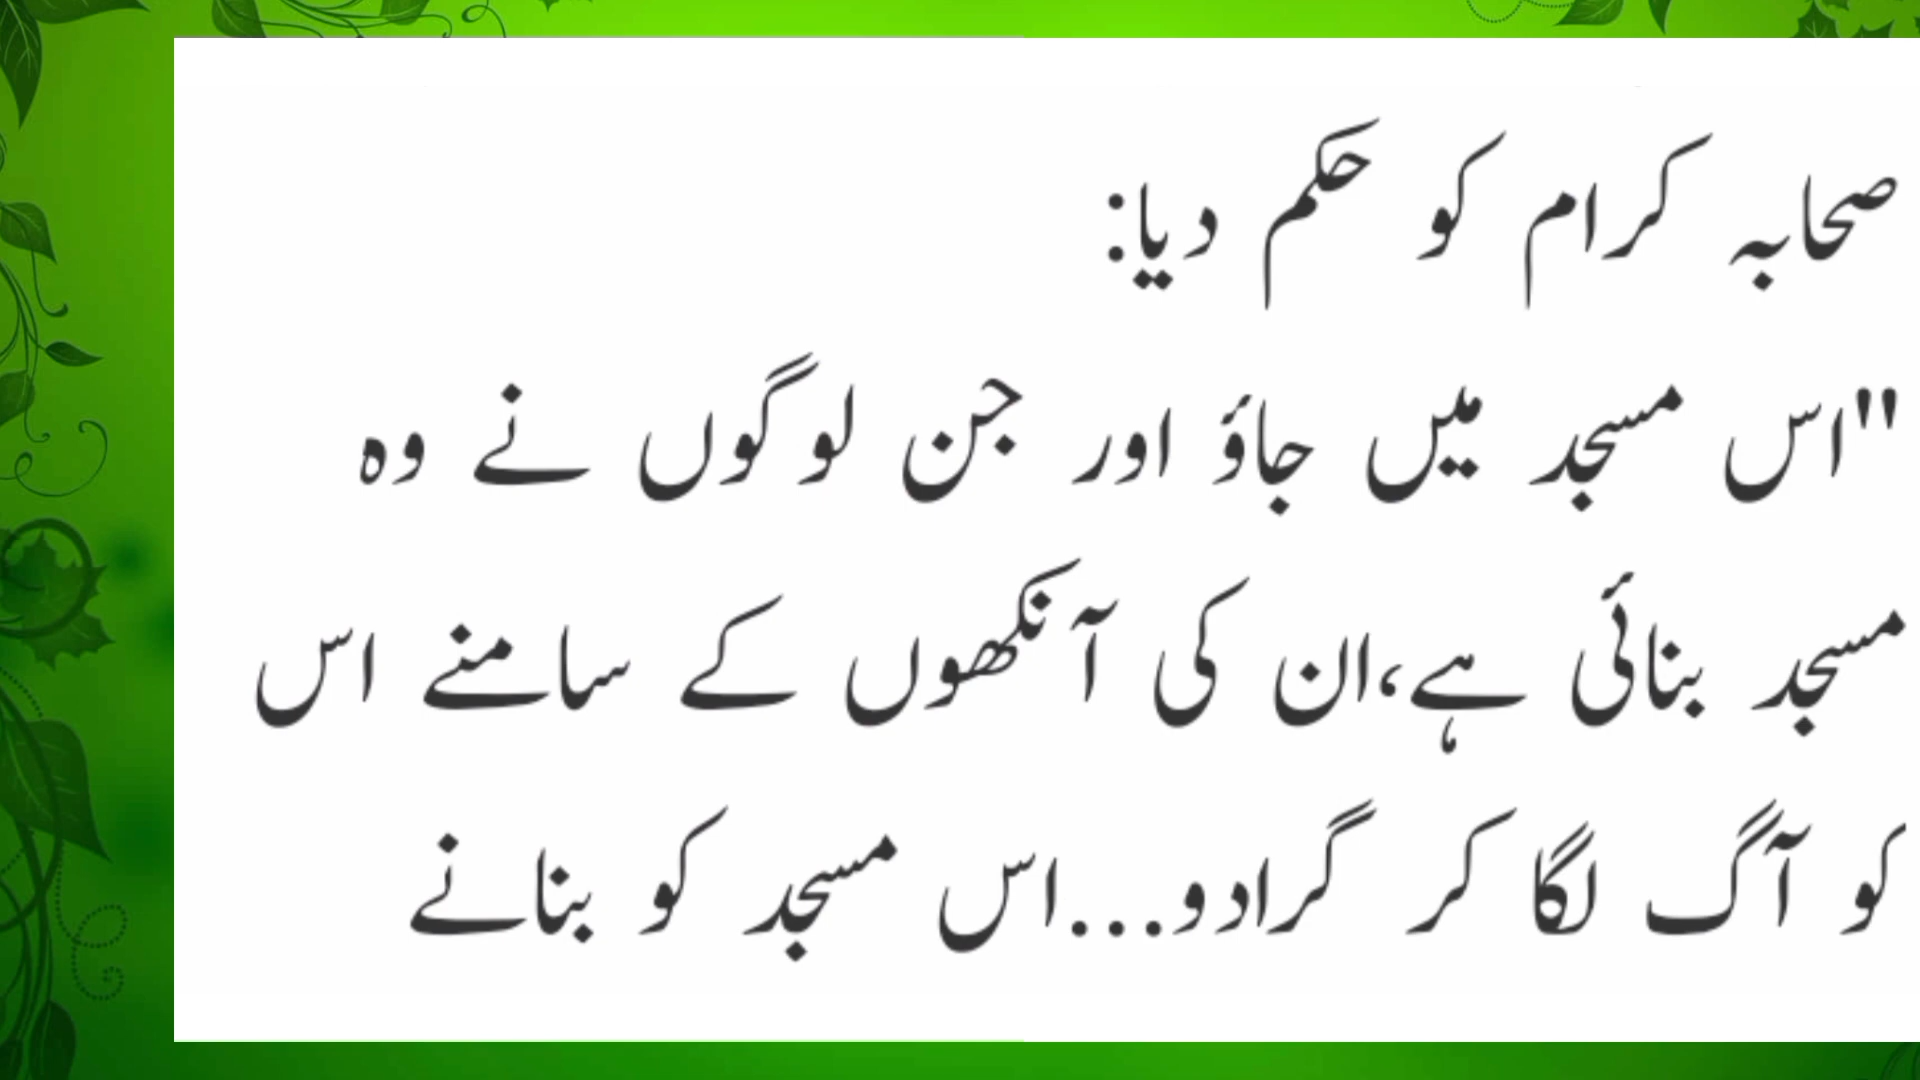 صحابہ کرام کو حکم دیا:
"اس مسجد میں جاؤ اور جن لوگوں نے وہ
مسجد بنائی ہے،ان کی آنکھوں کے سامنے اس
کو آگ لگا کر گرادو...اس مسجد کو بنانے